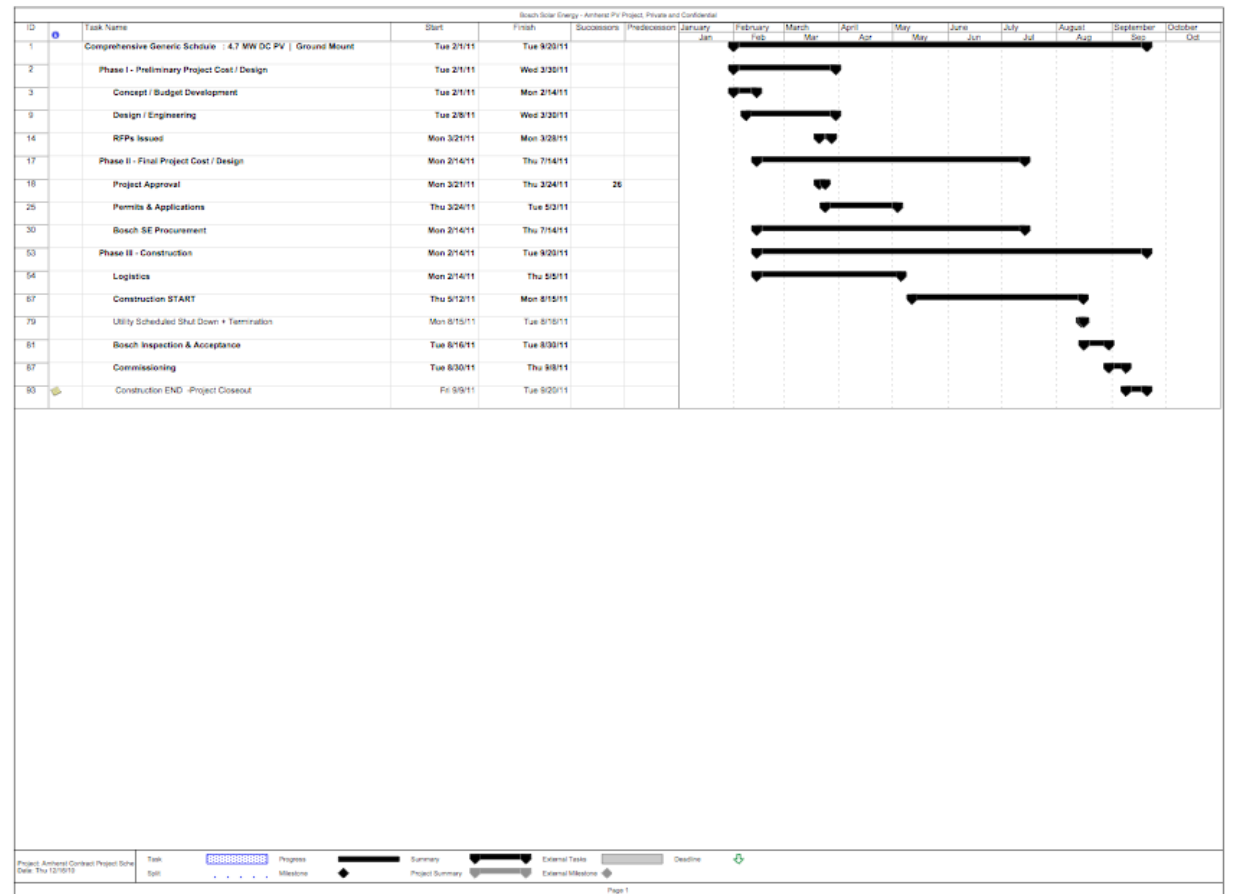 Bosch Solar Energy - Amherst PV Project, Private and Confidential
ID Task Name Start Finish Successors Predecessors January February March April May June July August September October
Jan Feb Mar Apr May Jun Jul Aug Sep Oct
1 Comprehensive Generic Schdule : 4.7 MW DC PV | Ground Mount Tue 2/1/11 Tue 9/20/11
2 Phase I - Preliminary Project Cost / Design Tue 2/1/11 Wed 3/30/11
3 Concept / Budget Development Tue 2/1/11 Mon 2/14/11
9 Design / Engineering Tue 2/8/11 Wed 3/30/11
14 RFPs Issued Mon 3/21/11 Mon 3/28/11
17 Phase II - Final Project Cost / Design Mon 2/14/11 Thu 7/14/11
18 Project Approval Mon 3/21/11 Thu 3/24/11 26
25 Permits & Applications Thu 3/24/11 Tue 5/3/11
30 Bosch SE Procurement Mon 2/14/11 Thu 7/14/11
53 Phase III - Construction Mon 2/14/11 Tue 9/20/11
54 Logistics Mon 2/14/11 Thu 5/5/11
67 Construction START Thu 5/12/11 Mon 8/15/11
79 Utility Scheduled Shut Down + Termination Mon 8/15/11 Tue 8/16/11
81 Bosch Inspection & Acceptance Tue 8/16/11 Tue 8/30/11
87 Commissioning Tue 8/30/11 Thu 9/8/11
93 Construction END -Project Closeout Fri 9/9/11 Tue 9/20/11
Project: Amherst Contract Project Sche
Date: Thu 12/16/10
Task Progress Summary External Tasks Deadline
Split Milestone Project Summary External Milestone
Page 1